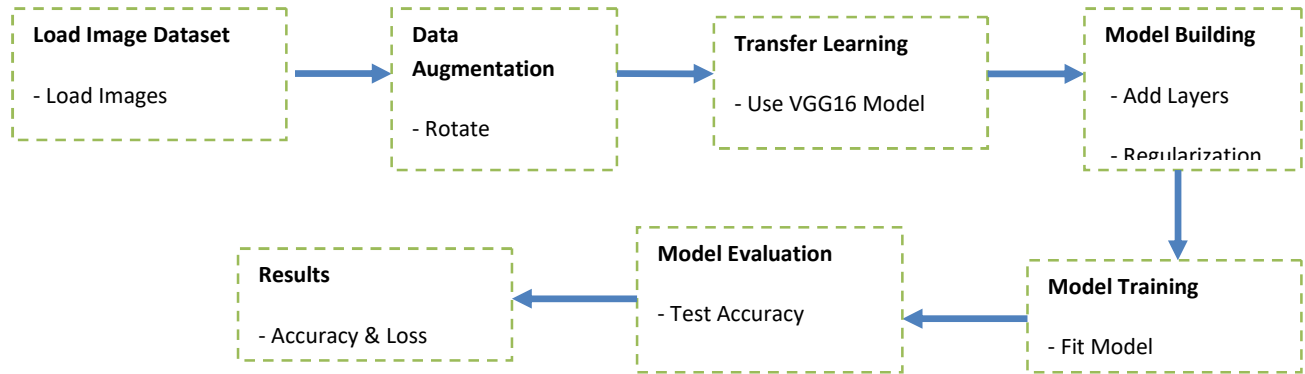 Load Image Dataset
- Load Images
Data
Augmentation
- Rotate
Transfer Learning
- Use VGG16 Model
Model Building
- Add Layers
- Regularization
Model Training
- Fit Model
Model Evaluation
- Test Accuracy
Results
- Accuracy & Loss